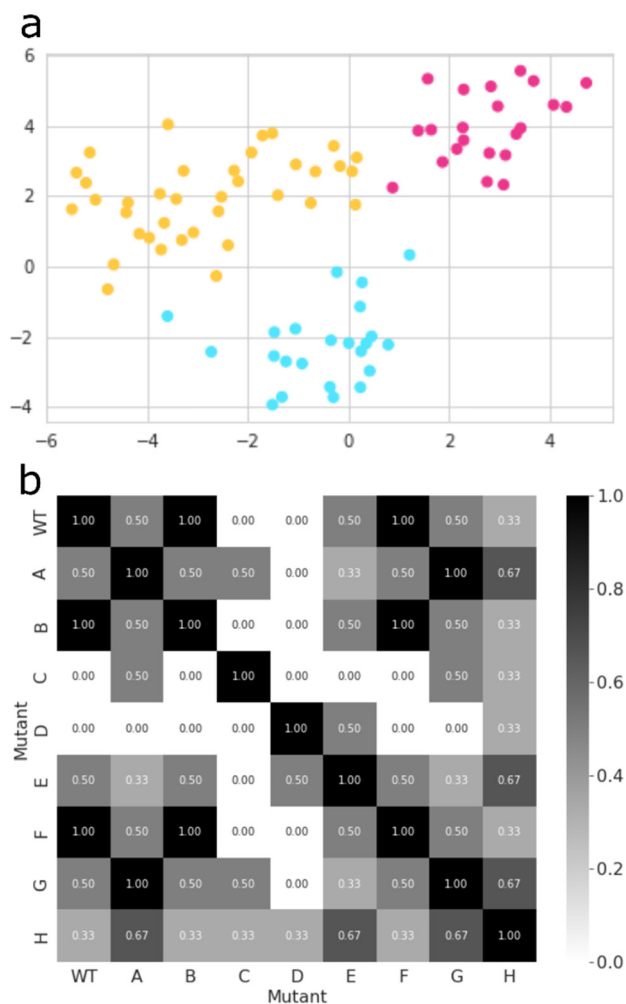 a
6
4
2
0
−2
−4
−6 −4 −2 0 2 4
b
WT 1.00 0.50 1.00 0.00 0.00 0.50 1.00 0.50 0.33 1.0
A 0.50 1.00 0.50 0.50 0.00 0.33 0.50 1.00 0.67
B 1.00 0.50 1.00 0.00 0.00 0.50 1.00 0.50 0.33 0.8
C 0.00 0.50 0.00 1.00 0.00 0.00 0.00 0.50 0.33 0.6
Mutant
D 0.00 0.00 0.00 0.00 1.00 0.50 0.00 0.00 0.33
E 0.50 0.33 0.50 0.00 0.50 1.00 0.50 0.33 0.67 0.4
F 1.00 0.50 1.00 0.00 0.00 0.50 1.00 0.50 0.33
G 0.50 1.00 0.50 0.50 0.00 0.33 0.50 1.00 0.67 0.2
H 0.33 0.67 0.33 0.33 0.33 0.67 0.33 0.67 1.00 0.0
WT A B C D E F G H
Mutant